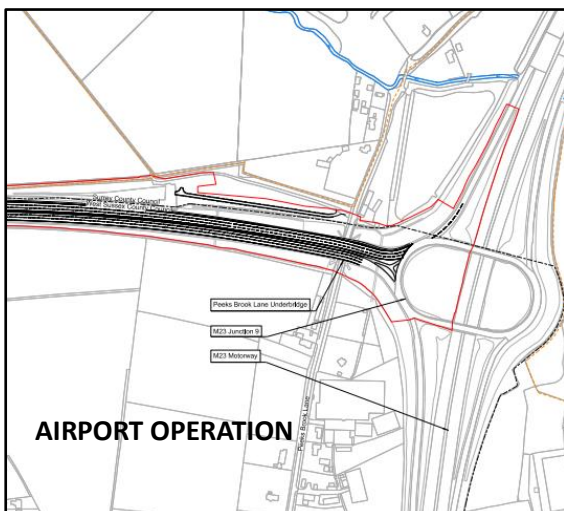 Surrey County Council
West Sussex County Council
Peeks Brook Lane Underbridge
M23 Junction 9
M23 Motorway
Peeks Brook Lane
AIRPORT OPERATION